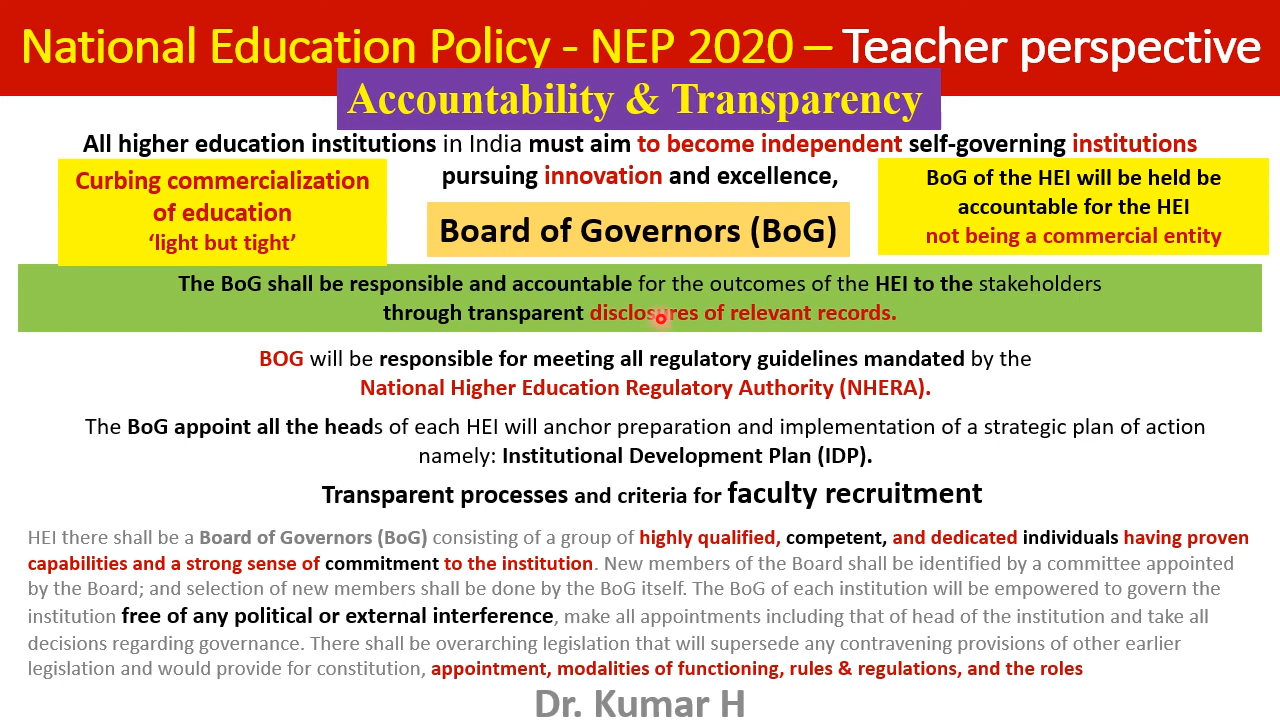 National Education Policy - NEP 2020 – Teacher perspective
Accountability & Transparency
All higher education institutions in India must aim to become independent self-governing institutions
pursuing innovation and excellence,
Curbing commercialization
of education
‘light but tight’
Board of Governors (BoG)
BoG of the HEI will be held be
accountable for the HEI
not being a commercial entity
The BoG shall be responsible and accountable for the outcomes of the HEI to the stakeholders
through transparent disclosures of relevant records.
BOG will be responsible for meeting all regulatory guidelines mandated by the
National Higher Education Regulatory Authority (NHERA).
The BoG appoint all the heads of each HEI will anchor preparation and implementation of a strategic plan of action
namely: Institutional Development Plan (IDP).
Transparent processes and criteria for faculty recruitment
HEI there shall be a Board of Governors (BoG) consisting of a group of highly qualified, competent, and dedicated individuals having proven
capabilities and a strong sense of commitment to the institution. New members of the Board shall be identified by a committee appointed
by the Board; and selection of new members shall be done by the BoG itself. The BoG of each institution will be empowered to govern the
institution free of any political or external interference, make all appointments including that of head of the institution and take all
decisions regarding governance. There shall be overarching legislation that will supersede any contravening provisions of other earlier
legislation and would provide for constitution, appointment, modalities of functioning, rules & regulations, and the roles
Dr. Kumar H